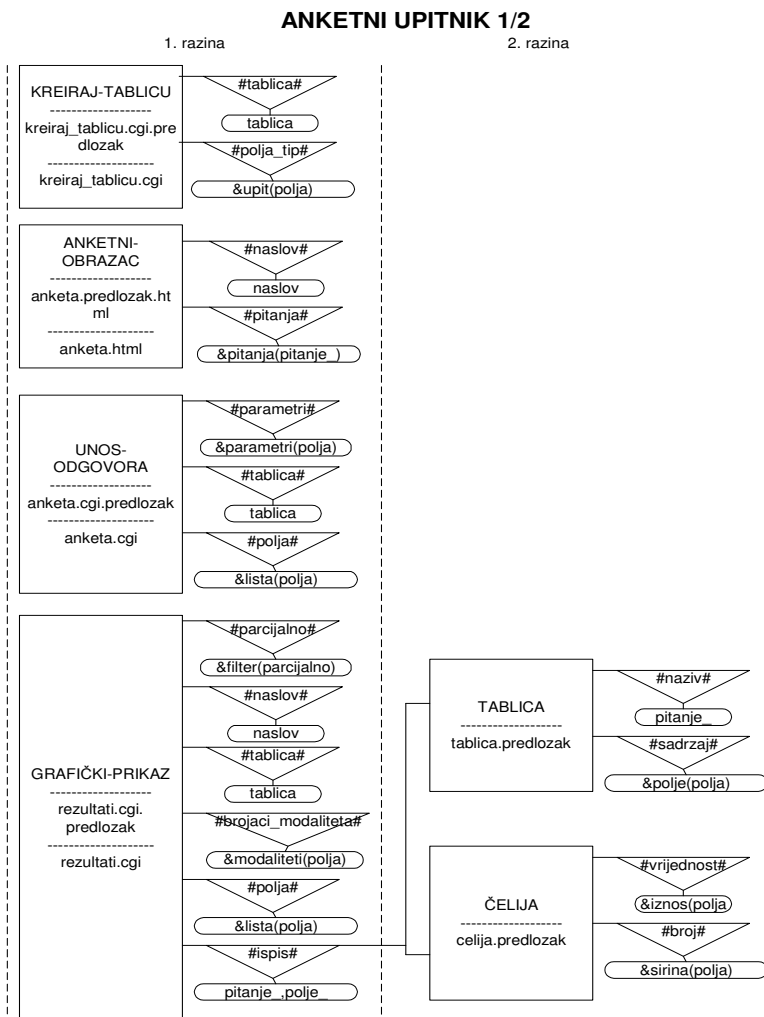 ANKETNI UPITNIK 1/2
1. razina
2. razina
KREIRAJ-TABLICU
--------------------
kreiraj_tablicu.cgi.pre
dlozak
---------------------
kreiraj_tablicu.cgi
#tablica#
tablica
#polja_tip#
&upit(polja)
ANKETNI-
OBRAZAC
--------------------
anketa.predlozak.ht
ml
---------------------
anketa.html
#naslov#
naslov
#pitanja#
&pitanja(pitanje_)
UNOS-
ODGOVORA
--------------------
anketa.cgi.predlozak
---------------------
anketa.cgi
#parametri#
&parametri(polja)
#tablica#
tablica
#polja#
&lista(polja)
GRAFIČKI-PRIKAZ
--------------------
rezultati.cgi.
predlozak
---------------------
rezultati.cgi
#parcijalno#
&filter(parcijalno)
#naslov#
naslov
#tablica#
tablica
#brojaci_modaliteta#
&modaliteti(polja)
#polja#
&lista(polja)
#ispis#
pitanje_,polje_
TABLICA
--------------------
tablica.predlozak
#naziv#
pitanje_
#sadrzaj#
&polje(polja)
ČELIJA
--------------------
celija.predlozak
#vrijednost#
&iznos(polja
#broj#
&sirina(polja)